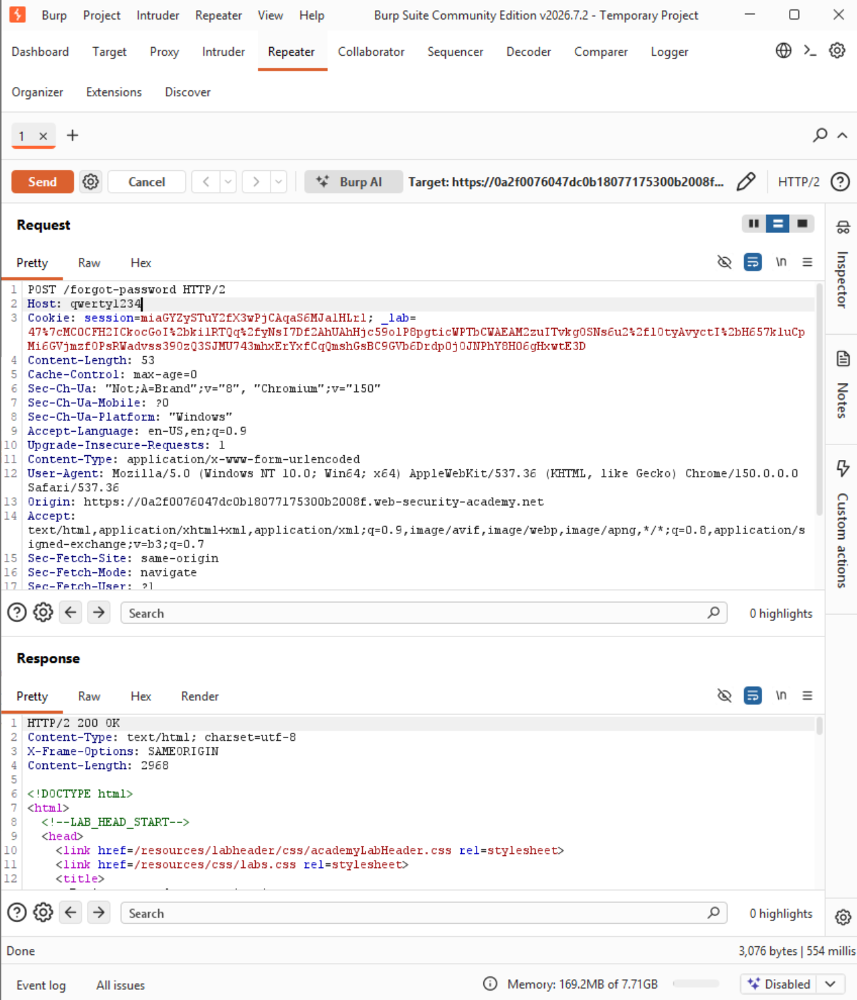 Burp Project Intruder Repeater View Help Burp Suite Community Edition v2026.7.2 - Temporary Project
Dashboard Target Proxy Intruder Repeater Collaborator Sequencer Decoder Comparer Logger
Organizer Extensions Discover
1 × +
Send Cancel Burp AI Target: https://0a2f0076047dc0b18077175300b2008f... HTTP/2
Request
Pretty Raw Hex \n
1 POST /forgot-password HTTP/2
2 Host: qwerty1234
3 Cookie: session=miaGYZySTuY2fX3wPjCAqaS6MJalHLrl; _lab=
47%7cMC0CFH2ICkocGoI%2bkilRTQq%2fyNsI7Df2AhUAhHjc59olP8pgticWPTbCWAEAM2zuITvkg0SNs6u2%2fl0tyAvyctI%2bH657kluCp
Mi6GVjmzf0PsRWadvss390zQ3SJMU743mhxErYxfCqQmshGsBC9GVb6Drdp0j0JNPhY8H06gHxwtE3D
4 Content-Length: 53
5 Cache-Control: max-age=0
6 Sec-Ch-Ua: "Not;A=Brand";v="8", "Chromium";v="150"
7 Sec-Ch-Ua-Mobile: ?0
8 Sec-Ch-Ua-Platform: "Windows"
9 Accept-Language: en-US,en;q=0.9
10 Upgrade-Insecure-Requests: 1
11 Content-Type: application/x-www-form-urlencoded
12 User-Agent: Mozilla/5.0 (Windows NT 10.0; Win64; x64) AppleWebKit/537.36 (KHTML, like Gecko) Chrome/150.0.0.0
Safari/537.36
13 Origin: https://0a2f0076047dc0b18077175300b2008f.web-security-academy.net
14 Accept:
text/html,application/xhtml+xml,application/xml;q=0.9,image/avif,image/webp,image/apng,*/*;q=0.8,application/s
igned-exchange;v=b3;q=0.7
15 Sec-Fetch-Site: same-origin
16 Sec-Fetch-Mode: navigate
17 Sec-Fetch-User: ?1
Search 0 highlights
Response
Pretty Raw Hex Render \n
1 HTTP/2 200 OK
2 Content-Type: text/html; charset=utf-8
3 X-Frame-Options: SAMEORIGIN
4 Content-Length: 2968
5
6 <!DOCTYPE html>
7 <html>
8 <!--LAB_HEAD_START-->
9 <head>
10 <link href=/resources/labheader/css/academyLabHeader.css rel=stylesheet>
11 <link href=/resources/css/labs.css rel=stylesheet>
12 <title>
Search 0 highlights
Inspector
Notes
Custom actions
Done 3,076 bytes | 554 millis
Event log All issues Memory: 169.2MB of 7.71GB Disabled